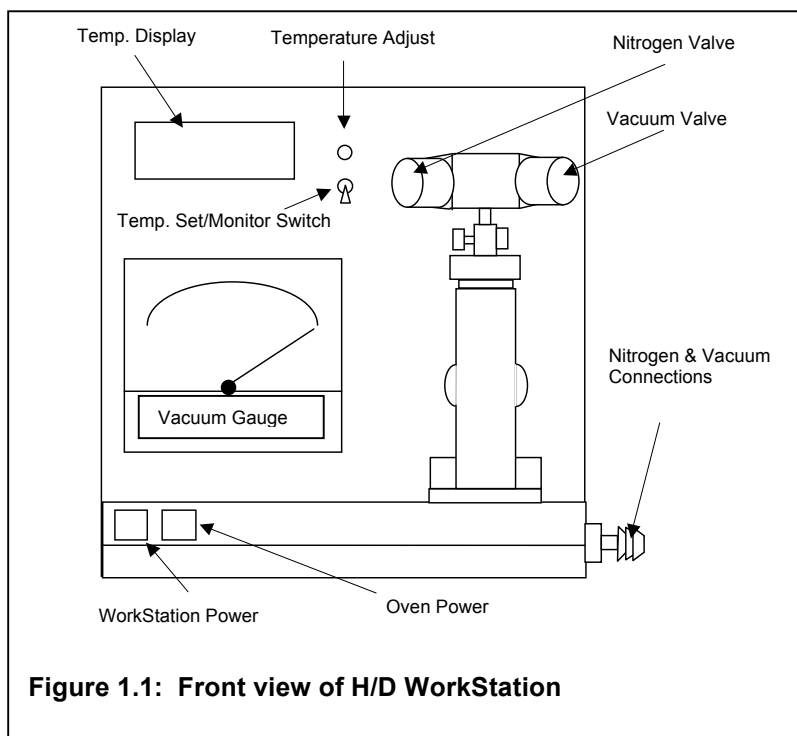 Temp. Display
Temperature Adjust
Nitrogen Valve
Vacuum Valve
Temp. Set/Monitor Switch
Nitrogen & Vacuum
Connections
Vacuum Gauge
WorkStation Power
Oven Power
Figure 1.1: Front view of H/D WorkStation